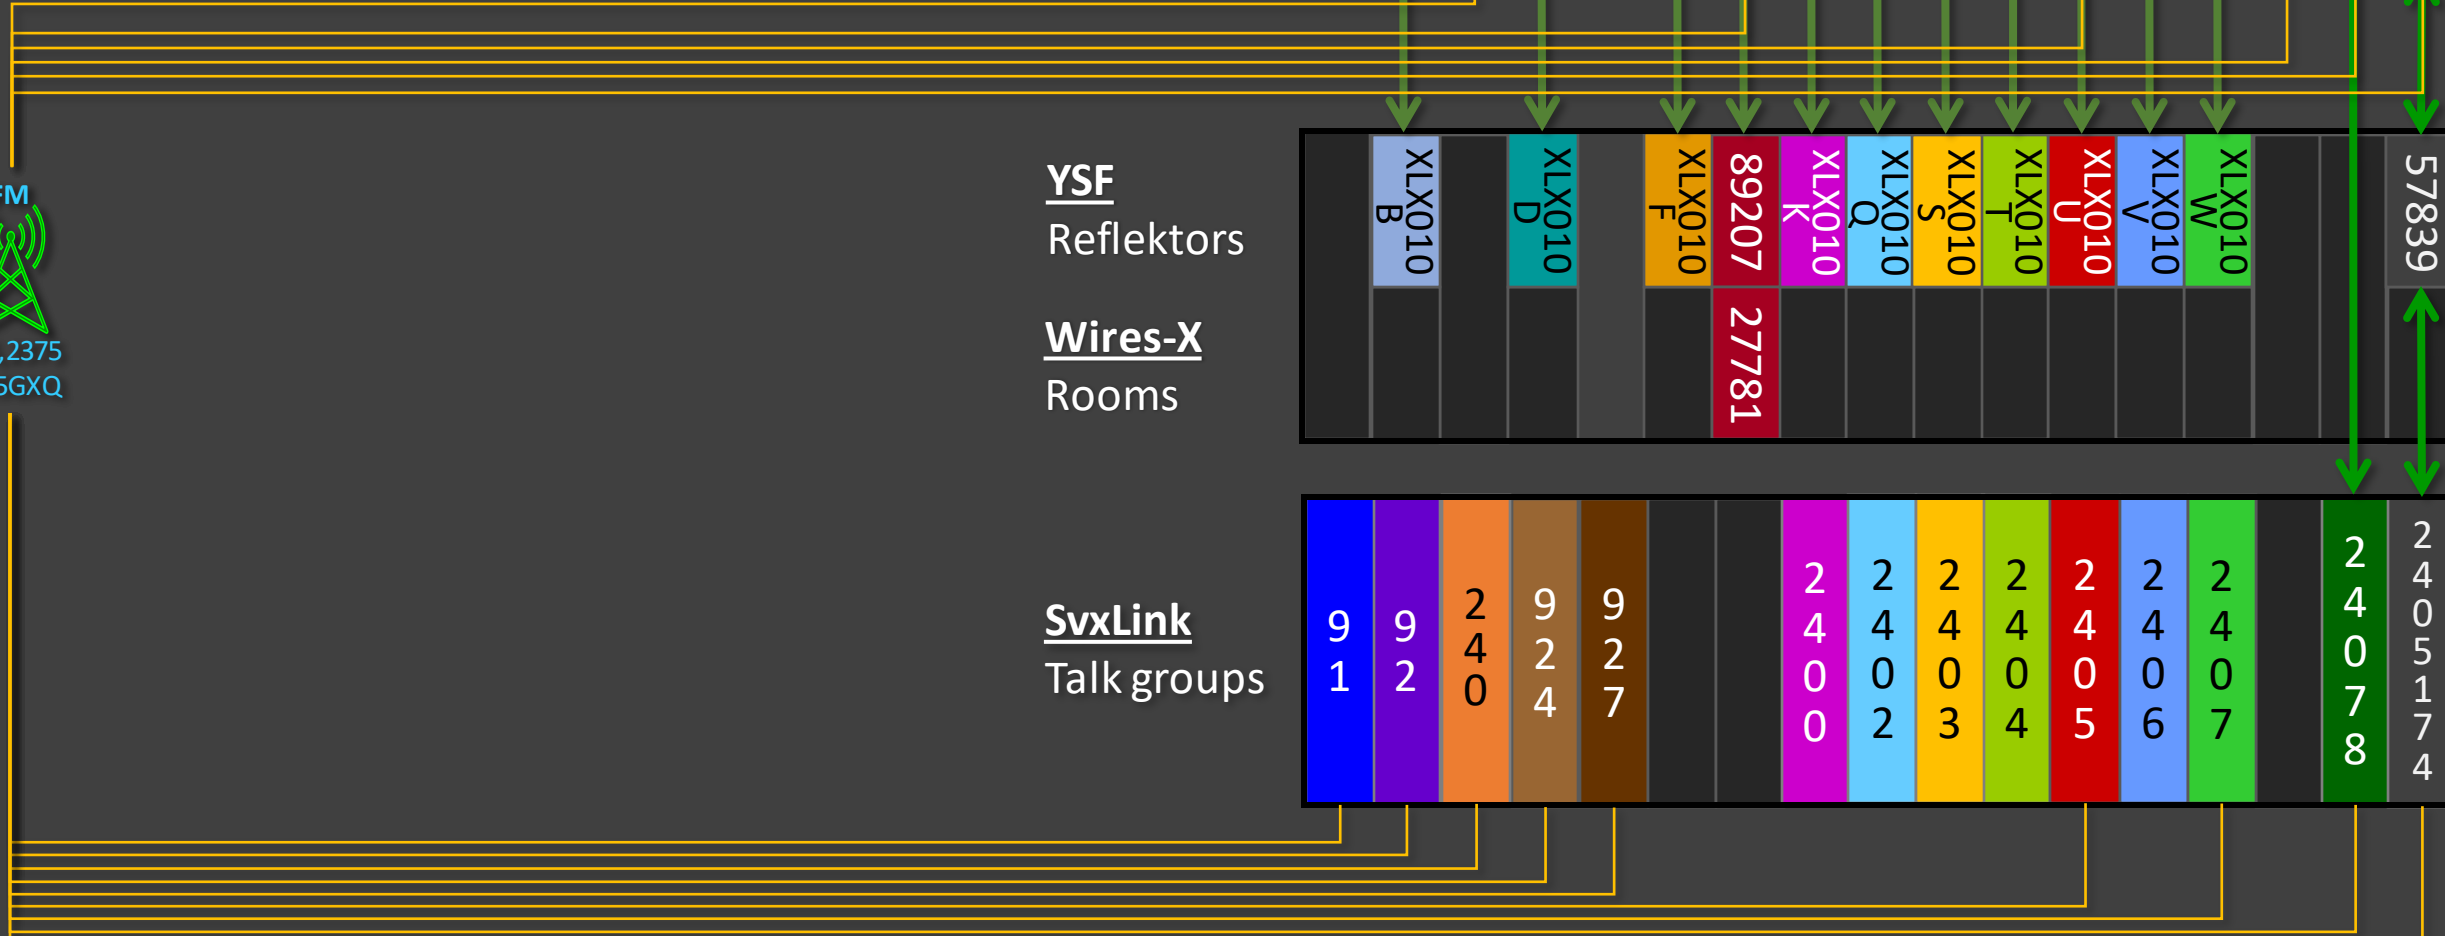 FM
,2375
5GXQ
YSF
Reflektors
XLX010
B
XLX010
D
XLX010
F
89207
XLX010
K
XLX010
Q
XLX010
S
XLX010
T
XLX010
U
XLX010
V
XLX010
W
57839
Wires-X
Rooms
27781
SvxLink
Talk groups
91
92
240
924
927
2400
2402
2403
2404
2405
2406
2407
24078
2405174